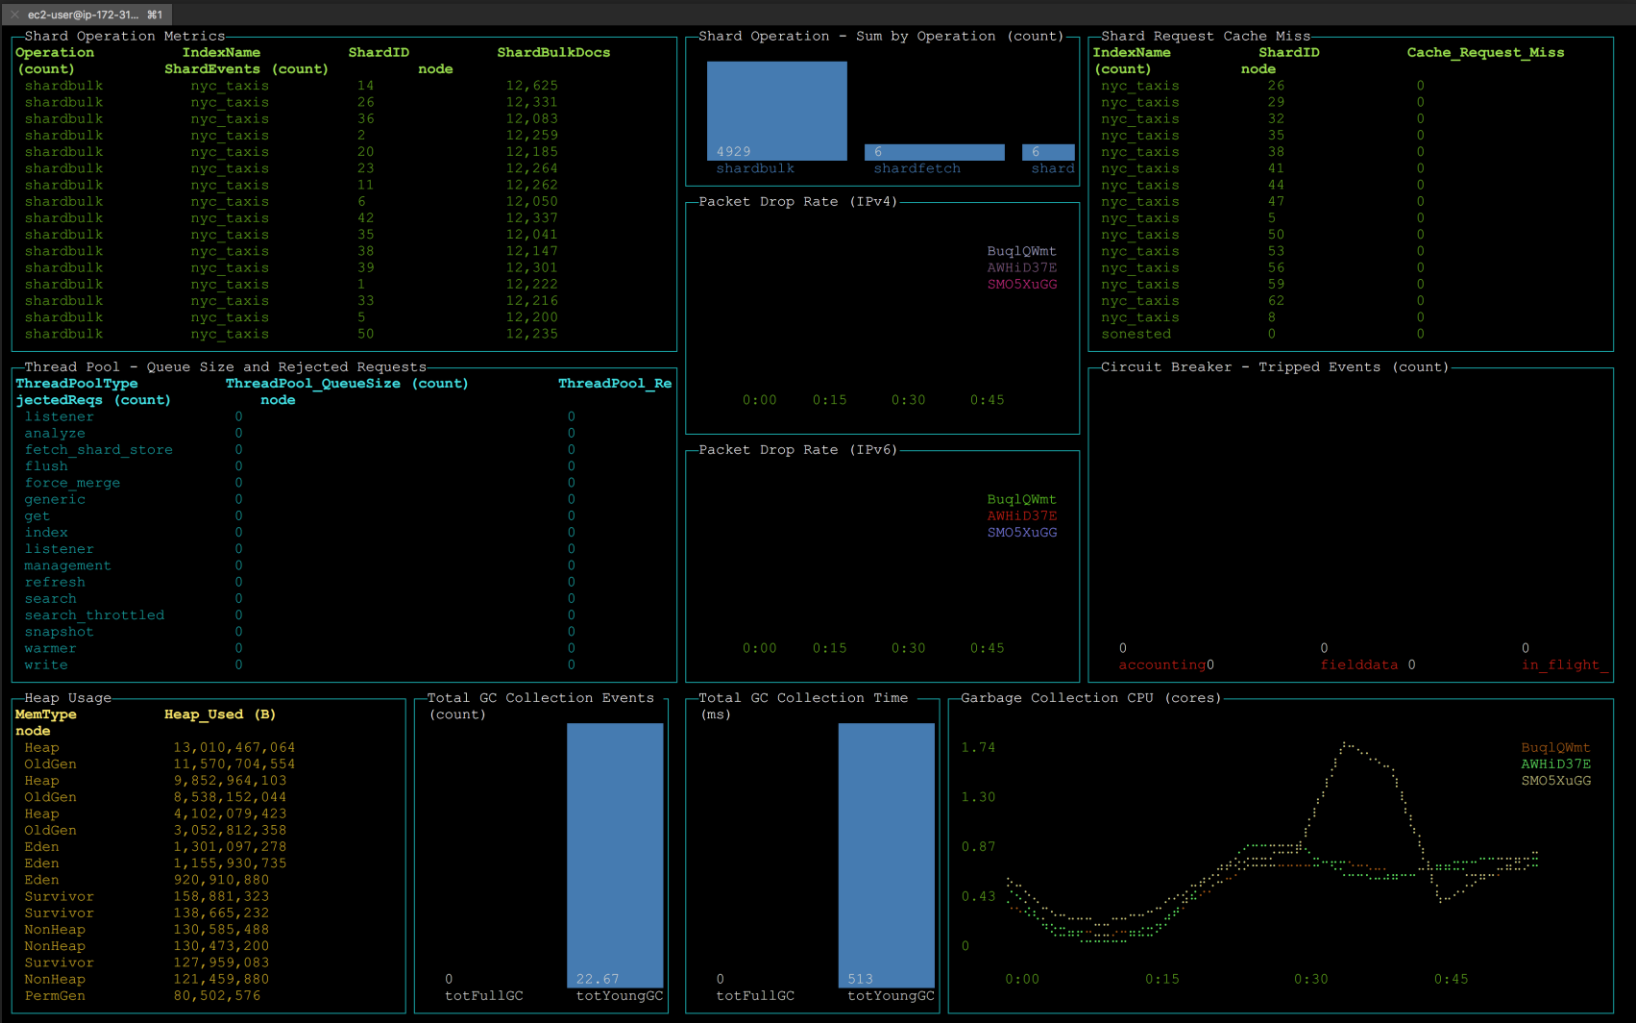 ec2-user@ip-172-31... ⌘1
Shard Operation Metrics
Operation IndexName ShardID ShardBulkDocs
(count) ShardEvents (count) node
shardbulk nyc_taxis 14 12,625
shardbulk nyc_taxis 26 12,331
shardbulk nyc_taxis 36 12,083
shardbulk nyc_taxis 2 12,259
shardbulk nyc_taxis 20 12,185
shardbulk nyc_taxis 23 12,264
shardbulk nyc_taxis 11 12,262
shardbulk nyc_taxis 6 12,050
shardbulk nyc_taxis 42 12,337
shardbulk nyc_taxis 35 12,041
shardbulk nyc_taxis 38 12,147
shardbulk nyc_taxis 39 12,301
shardbulk nyc_taxis 1 12,222
shardbulk nyc_taxis 33 12,216
shardbulk nyc_taxis 5 12,200
shardbulk nyc_taxis 50 12,235
Shard Operation - Sum by Operation (count)
4929 6 6
shardbulk shardfetch shard
Packet Drop Rate (IPv4)
BuqlQWmt
AWHiD37E
SMO5XuGG
0:00 0:15 0:30 0:45
Packet Drop Rate (IPv6)
BuqlQWmt
AWHiD37E
SMO5XuGG
0:00 0:15 0:30 0:45
Shard Request Cache Miss
IndexName ShardID Cache_Request_Miss
(count) node
nyc_taxis 26 0
nyc_taxis 29 0
nyc_taxis 32 0
nyc_taxis 35 0
nyc_taxis 38 0
nyc_taxis 41 0
nyc_taxis 44 0
nyc_taxis 47 0
nyc_taxis 5 0
nyc_taxis 50 0
nyc_taxis 53 0
nyc_taxis 56 0
nyc_taxis 59 0
nyc_taxis 62 0
nyc_taxis 8 0
sonested 0 0
Thread Pool - Queue Size and Rejected Requests
ThreadPoolType ThreadPool_QueueSize (count) ThreadPool_Re
jectedReqs (count) node
listener 0 0
analyze 0 0
fetch_shard_store 0 0
flush 0 0
force_merge 0 0
generic 0 0
get 0 0
index 0 0
listener 0 0
management 0 0
refresh 0 0
search 0 0
search_throttled 0 0
snapshot 0 0
warmer 0 0
write 0 0
Circuit Breaker - Tripped Events (count)
0 0 0
accounting0 fielddata 0 in_flight_
Heap Usage
MemType Heap_Used (B)
node
Heap 13,010,467,064
OldGen 11,570,704,554
Heap 9,852,964,103
OldGen 8,538,152,044
Heap 4,102,079,423
OldGen 3,052,812,358
Eden 1,301,097,278
Eden 1,155,930,735
Eden 920,910,880
Survivor 158,881,323
Survivor 138,665,232
NonHeap 130,585,488
NonHeap 130,473,200
Survivor 127,959,083
NonHeap 121,459,880
PermGen 80,502,576
Total GC Collection Events
(count)
0 22.67
totFullGC totYoungGC
Total GC Collection Time
(ms)
0 513
totFullGC totYoungGC
Garbage Collection CPU (cores)
1.74
1.30
0.87
0.43
0
BuqlQWmt
AWHiD37E
SMO5XuGG
0:00 0:15 0:30 0:45